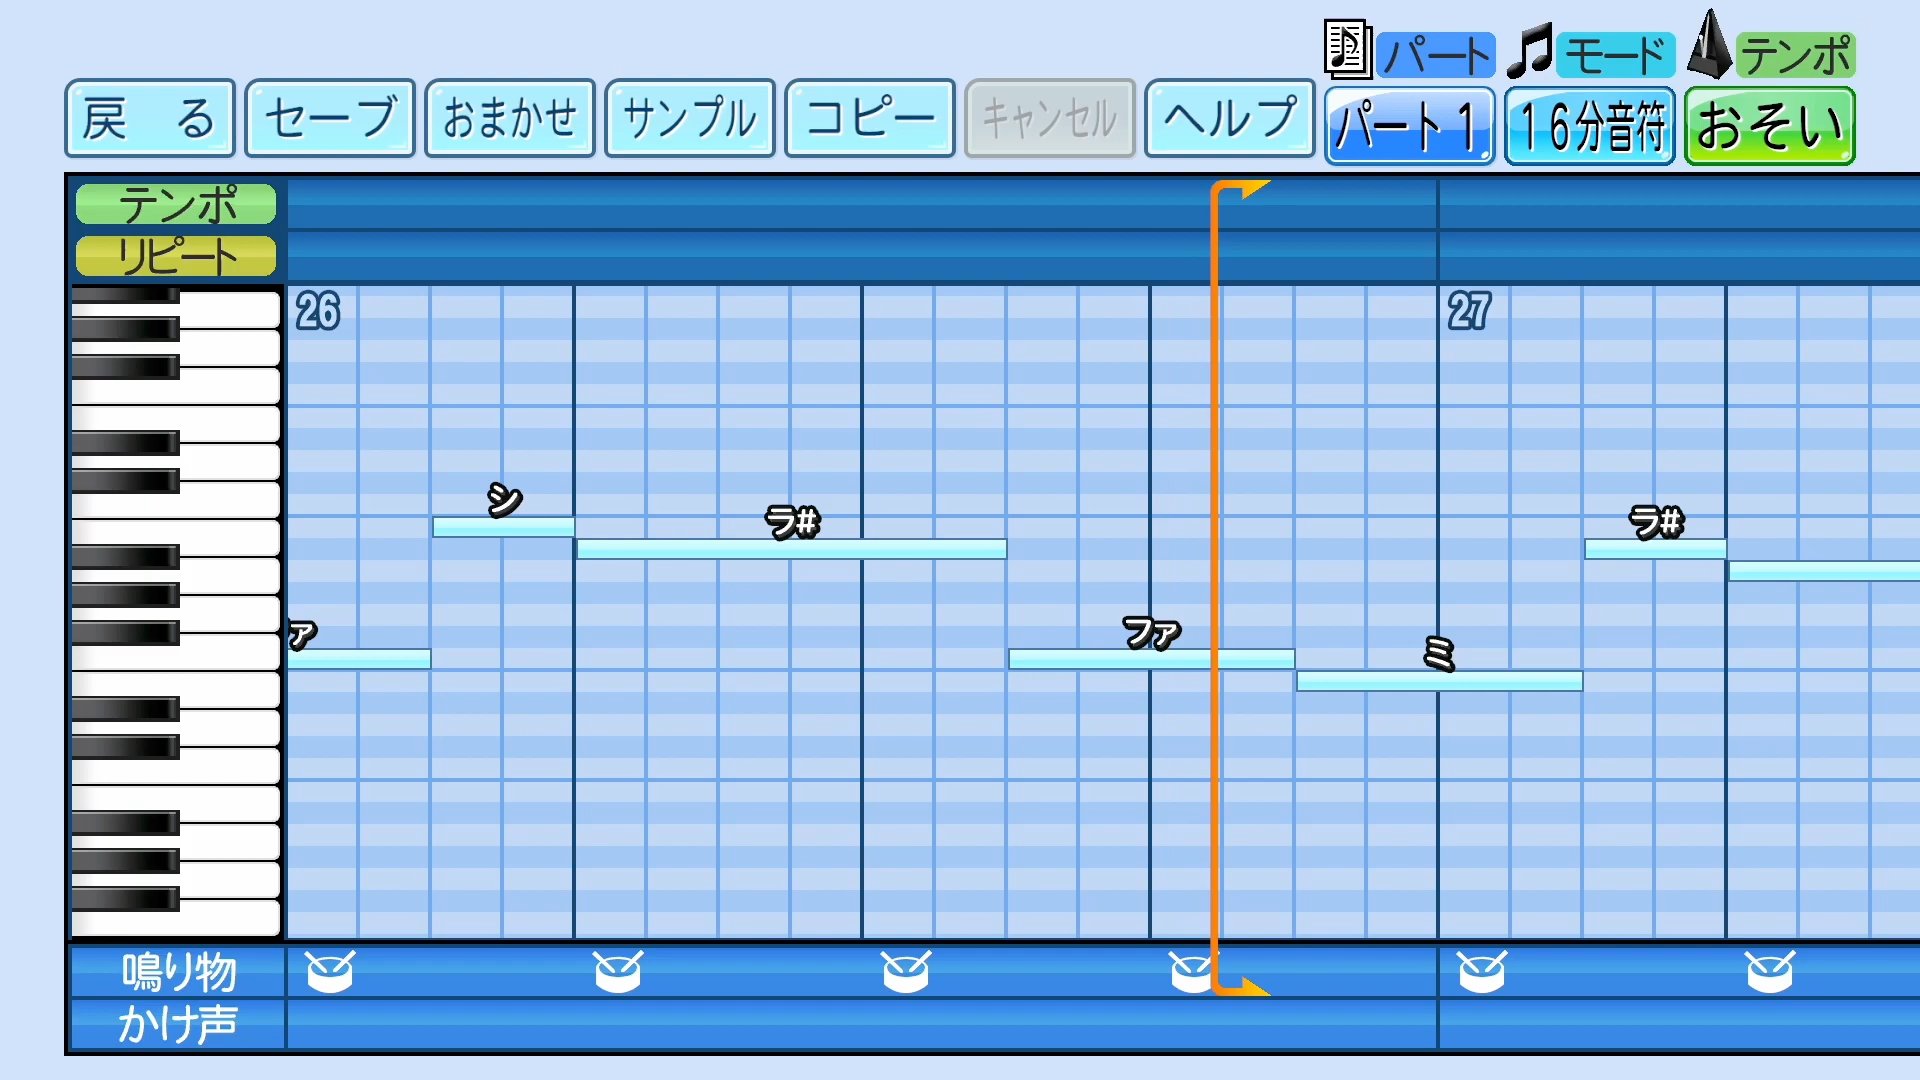 パート モード テンポ
戻る セーブ おまかせ サンプル コピー キャンセル ヘルプ パート1 16分音符 おそい
テンポ
リピート
26 27
シ
ラ# ラ#
ァ ファ
ミ
鳴り物
かけ声